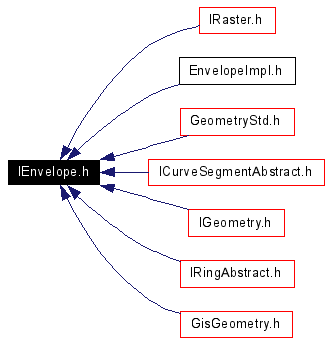 IRaster.h
EnvelopeImpl.h
GeometryStd.h
IEnvelope.h
ICurveSegmentAbstract.h
IGeometry.h
IRingAbstract.h
GisGeometry.h